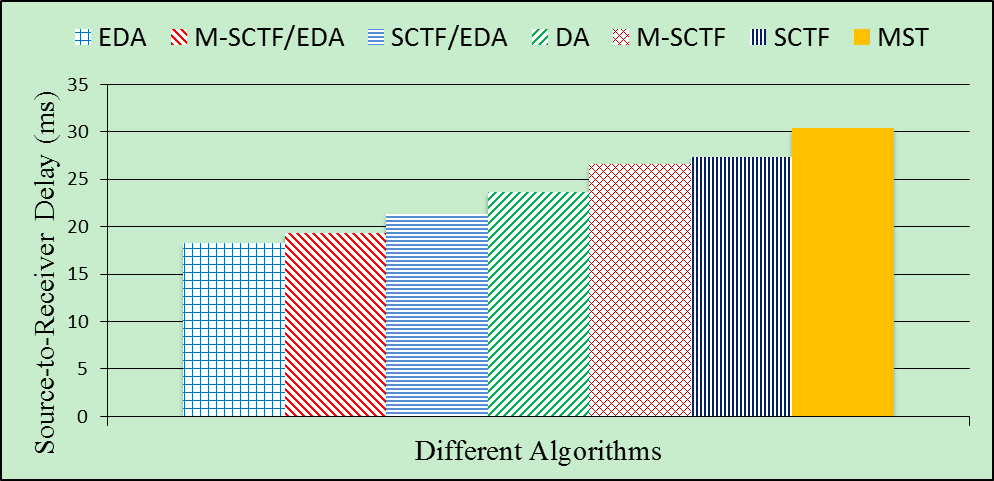 EDA M-SCTF/EDA SCTF/EDA DA M-SCTF SCTF MST
Source-to-Receiver Delay (ms)
35
30
25
20
15
10
5
0
Different Algorithms